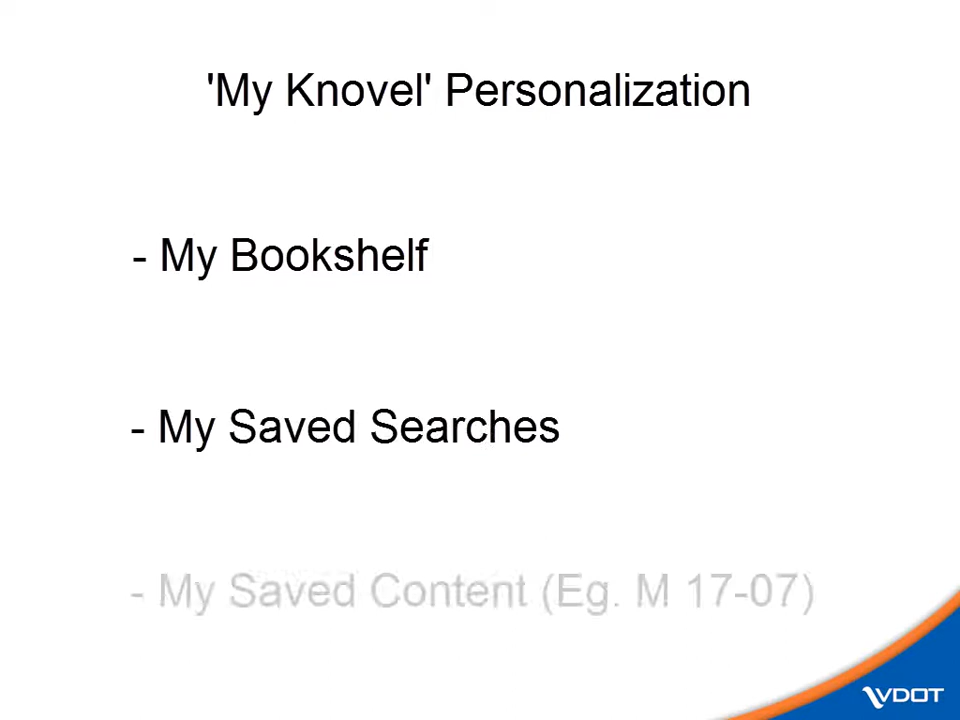 'My Knovel' Personalization
- My Bookshelf
- My Saved Searches
- My Saved Content (Eg. M 17-07)
VDOT